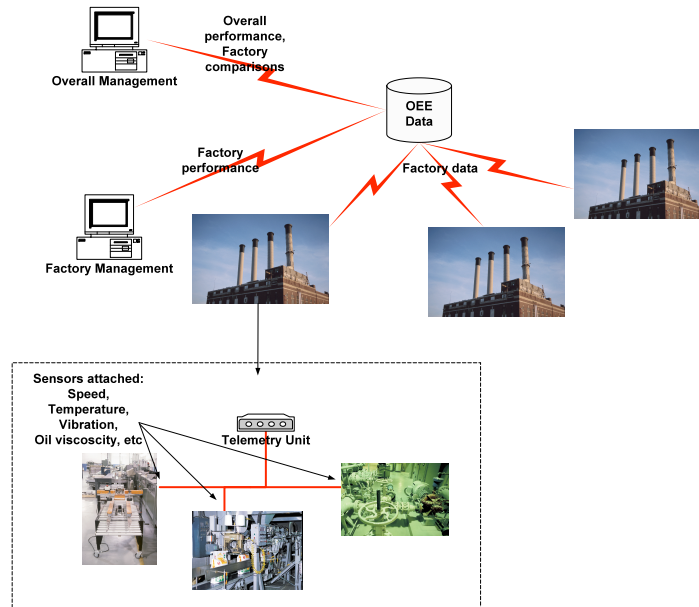 Overall
performance,
Factory
comparisons
Overall Management
OEE
Data
Factory
performance
Factory data
Factory Management
Sensors attached:
Speed,
Temperature,
Vibration,
Oil viscoscity, etc
Telemetry Unit